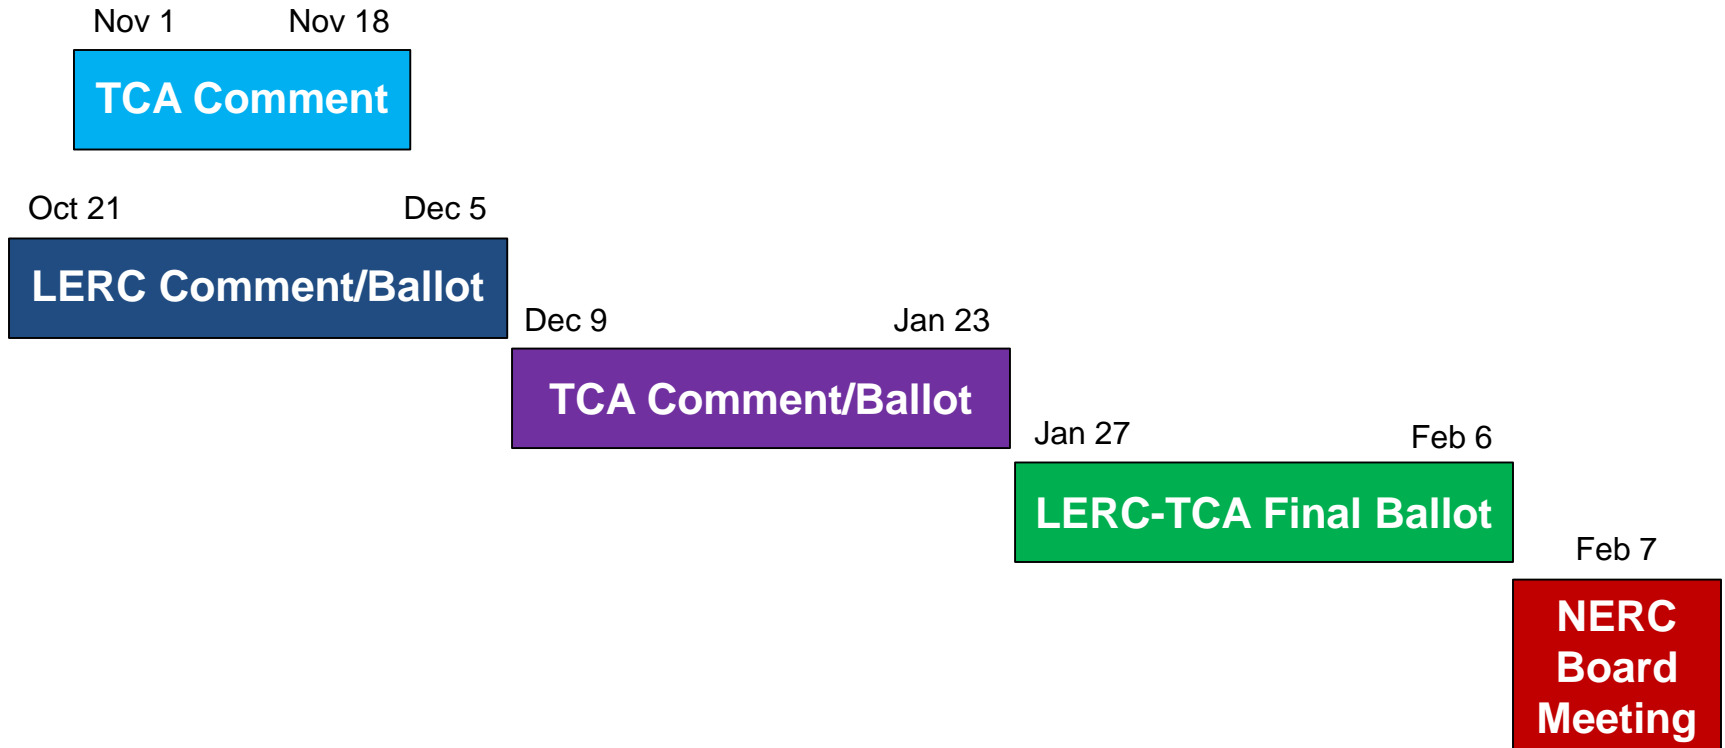 Nov 1 Nov 18
TCA Comment
Oct 21 Dec 5
LERC Comment/Ballot
Dec 9 Jan 23
TCA Comment/Ballot
Jan 27 Feb 6
LERC-TCA Final Ballot
Feb 7
NERC
Board
Meeting